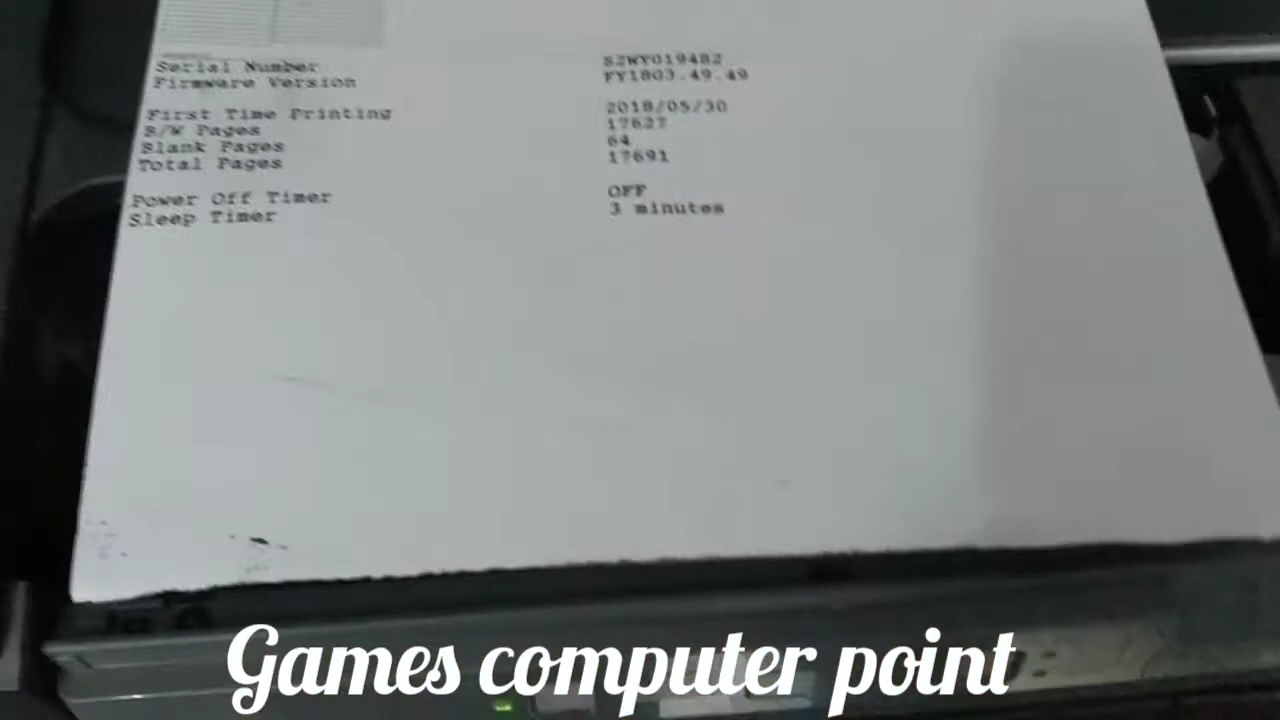 Serial Number S2WY019482
Firmware Version FY1803.49.49
First Time Printing 2018/05/30
B/W Pages 17627
Blank Pages 64
Total Pages 17691
Power Off Timer OFF
Sleep Timer 3 minutes
Games computer point